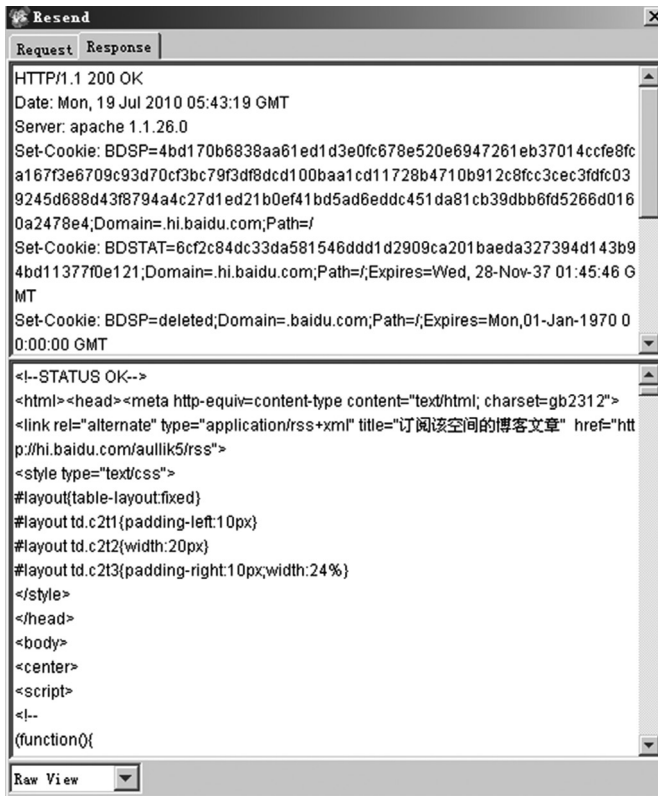 Resend
Request Response
HTTP/1.1 200 OK
Date: Mon, 19 Jul 2010 05:43:19 GMT
Server: apache 1.1.26.0
Set-Cookie: BDSP=4bd170b6838aa61ed1d3e0fc678e520e6947261eb37014ccfe8fc
a167f3e6709c93d70cf3bc79f3df8dcd100baa1cd11728b4710b912c8fcc3cec3fdfc03
9245d688d43f8794a4c27d1ed21b0ef41bd5ad6eddc451da81cb39dbb6fd5266d016
0a2478e4;Domain=.hi.baidu.com;Path=/
Set-Cookie: BDSTAT=6cf2c84dc33da581546ddd1d2909ca201baeda327394d143b9
4bd11377f0e121;Domain=.hi.baidu.com;Path=/;Expires=Wed, 28-Nov-37 01:45:46 G
MT
Set-Cookie: BDSP=deleted;Domain=.baidu.com;Path=/;Expires=Mon,01-Jan-1970 0
0:00:00 GMT
<!--STATUS OK-->
<html><head><meta http-equiv=content-type content="text/html; charset=gb2312">
<link rel="alternate" type="application/rss+xml" title="订阅该空间的博客文章" href="htt
p://hi.baidu.com/aullik5/rss">
<style type="text/css">
#layout{table-layout:fixed}
#layout td.c2t1{padding-left:10px}
#layout td.c2t2{width:20px}
#layout td.c2t3{padding-right:10px;width:24%}
</style>
</head>
<body>
<center>
<script>
<!--
(function(){
Raw View